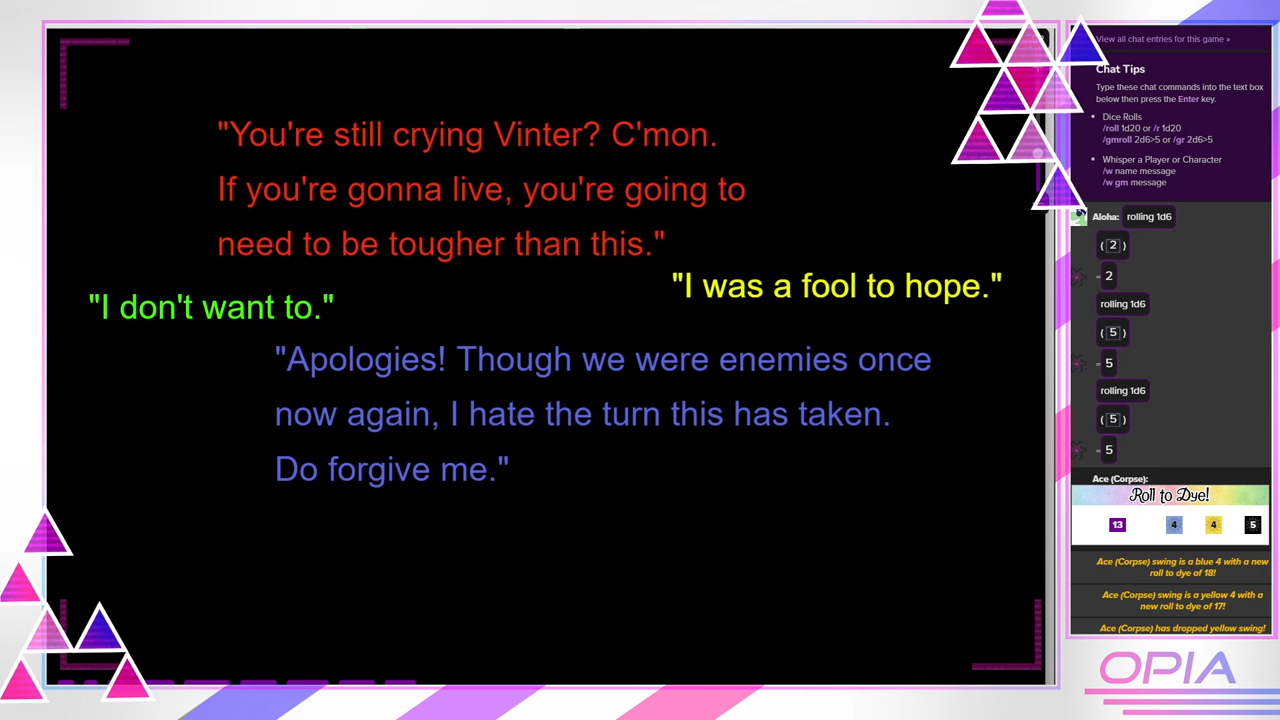 "You're still crying Vinter? C'mon.
If you're gonna live, you're going to
need to be tougher than this."
"I was a fool to hope."
"I don't want to."
"Apologies! Though we were enemies once
now again, I hate the turn this has taken.
Do forgive me."
View all chat entries for this game »
Chat Tips
Type these chat commands into the text box
below then press the Enter key.
• Dice Rolls
/roll 1d20 or /r 1d20
/gmroll 2d6>5 or /gr 2d6>5
• Whisper a Player or Character
/w name message
/w gm message
Aloha: rolling 1d6
(2)
=2
rolling 1d6
(5)
=5
rolling 1d6
(5)
=5
Ace (Corpse):
Roll to Dye!
13 4 4 5
Ace (Corpse) swing is a blue 4 with a new
roll to dye of 18!
Ace (Corpse) swing is a yellow 4 with a
new roll to dye of 17!
Ace (Corpse) has dropped yellow swing!
OPIA